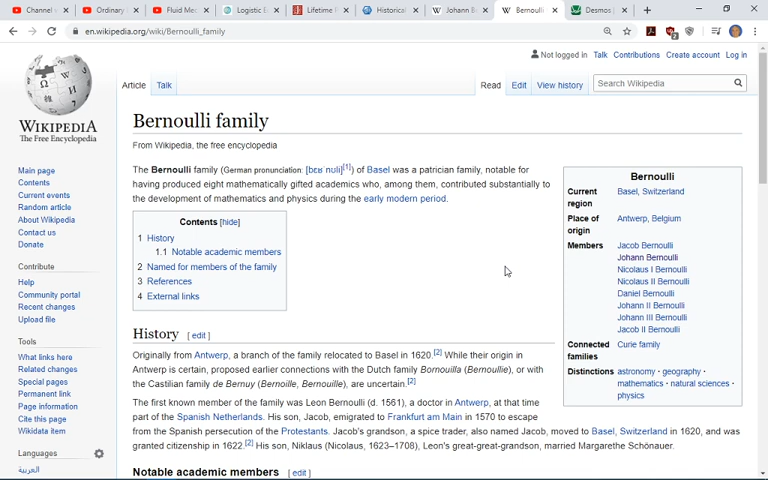 Channel v
Ordinary
Fluid Me
Logistic E
Lifetime F
Historica
Johann B
Bernoull
Desmos
en.wikipedia.org/wiki/Bernoulli_family
Not logged in Talk Contributions Create account Log in
Article Talk Read Edit View history Search Wikipedia
WIKIPEDIA
The Free Encyclopedia
Main page
Contents
Current events
Random article
About Wikipedia
Contact us
Donate
Contribute
Help
Community portal
Recent changes
Upload file
Tools
What links here
Related changes
Special pages
Permanent link
Page information
Cite this page
Wikidata item
Languages
العربية
Bernoulli family
From Wikipedia, the free encyclopedia
The Bernoulli family (German pronunciation: [bɛʁˈnʊli][1]) of Basel was a patrician family, notable for
having produced eight mathematically gifted academics who, among them, contributed substantially to
the development of mathematics and physics during the early modern period.
Contents [hide]
1 History
1.1 Notable academic members
2 Named for members of the family
3 References
4 External links
Bernoulli
Current region Basel, Switzerland
Place of origin Antwerp, Belgium
Members Jacob Bernoulli
Johann Bernoulli
Nicolaus I Bernoulli
Nicolaus II Bernoulli
Daniel Bernoulli
Johann II Bernoulli
Johann III Bernoulli
Jacob II Bernoulli
Connected families Curie family
Distinctions astronomy · geography ·
mathematics · natural sciences ·
physics
History [ edit ]
Originally from Antwerp, a branch of the family relocated to Basel in 1620.[2] While their origin in
Antwerp is certain, proposed earlier connections with the Dutch family Bornouilla (Bernoullie), or with
the Castilian family de Bernuy (Bernoille, Bernouille), are uncertain.[2]
The first known member of the family was Leon Bernoulli (d. 1561), a doctor in Antwerp, at that time
part of the Spanish Netherlands. His son, Jacob, emigrated to Frankfurt am Main in 1570 to escape
from the Spanish persecution of the Protestants. Jacob's grandson, a spice trader, also named Jacob, moved to Basel, Switzerland in 1620, and was
granted citizenship in 1622.[2] His son, Niklaus (Nicolaus, 1623–1708), Leon's great-great-grandson, married Margarethe Schönauer.
Notable academic members [ edit ]